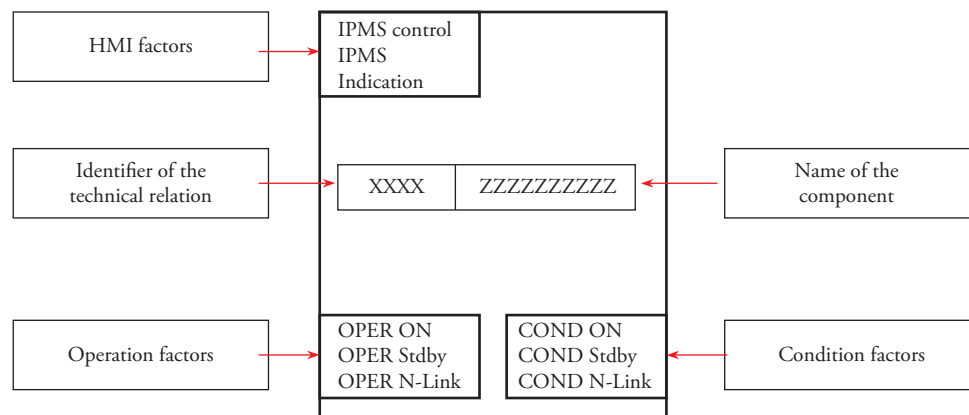 HMI factors
IPMS control
IPMS
Indication
Identifier of the
technical relation
XXXX
ZZZZZZZZZZ
Name of the
component
Operation factors
OPER ON
OPER Stdby
OPER N-Link
COND ON
COND Stdby
COND N-Link
Condition factors